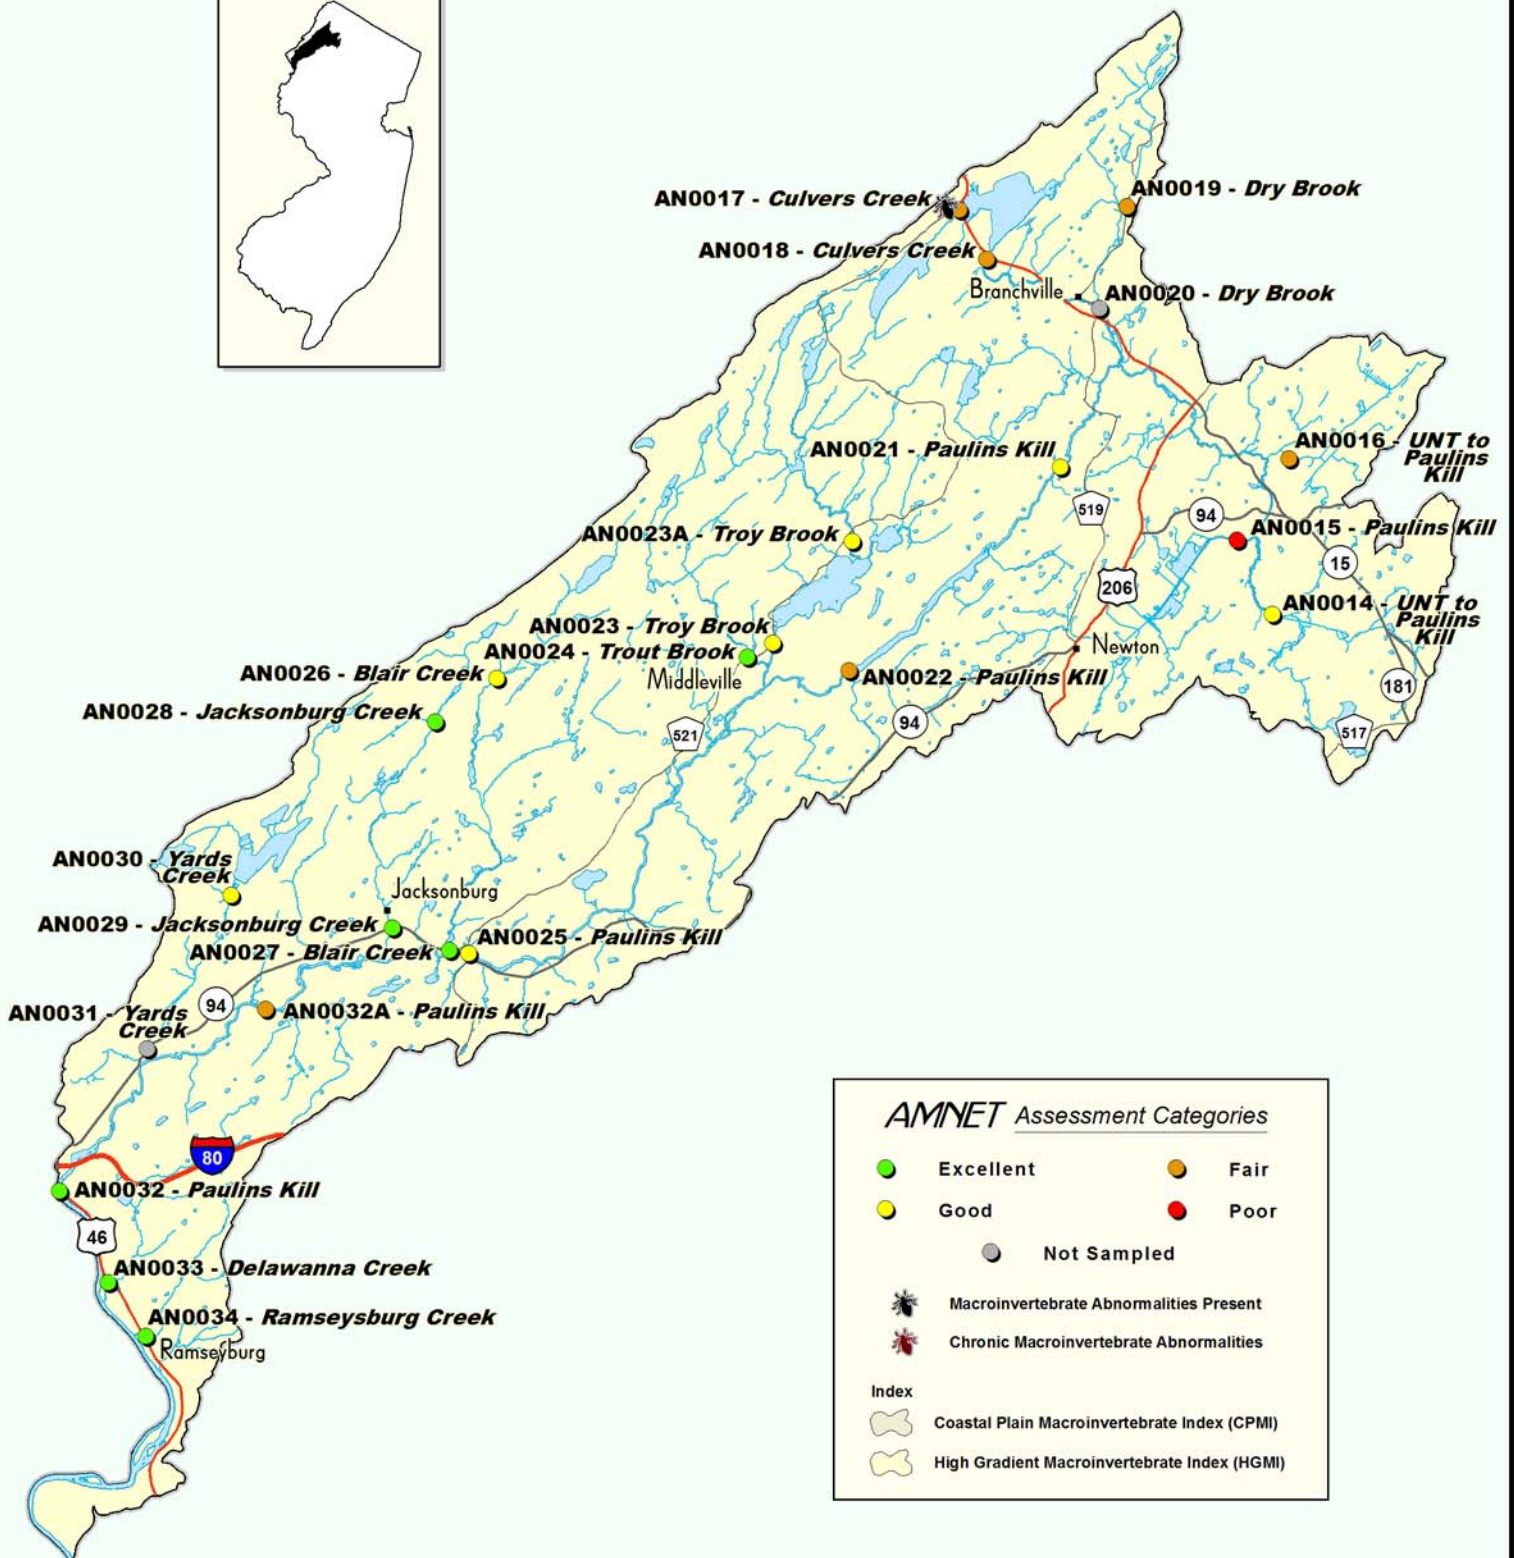 AN0017 - Culvers Creek
AN0019 - Dry Brook
AN0018 - Culvers Creek
Branchville
AN0020 - Dry Brook
AN0021 - Paulins Kill
AN0016 - UNT to
Paulins
Kill
519
94
AN0015 - Paulins Kill
AN0023A - Troy Brook
15
206
AN0014 - UNT to
Paulins
Kill
AN0023 - Troy Brook
Newton
AN0024 - Trout Brook
AN0026 - Blair Creek
Middleville
AN0022 - Paulins Kill
181
AN0028 - Jacksonburg Creek
94
521
517
AN0030 - Yards
Creek
Jacksonburg
AN0029 - Jacksonburg Creek
AN0025 - Paulins Kill
AN0027 - Blair Creek
94
AN0031 - Yards
Creek
AN0032A - Paulins Kill
80
AN0032 - Paulins Kill
46
AN0033 - Delawanna Creek
AN0034 - Ramseysburg Creek
Ramseyburg
AMNET Assessment Categories
Excellent
Fair
Good
Poor
Not Sampled
Macroinvertebrate Abnormalities Present
Chronic Macroinvertebrate Abnormalities
Index
Coastal Plain Macroinvertebrate Index (CPMI)
High Gradient Macroinvertebrate Index (HGMI)